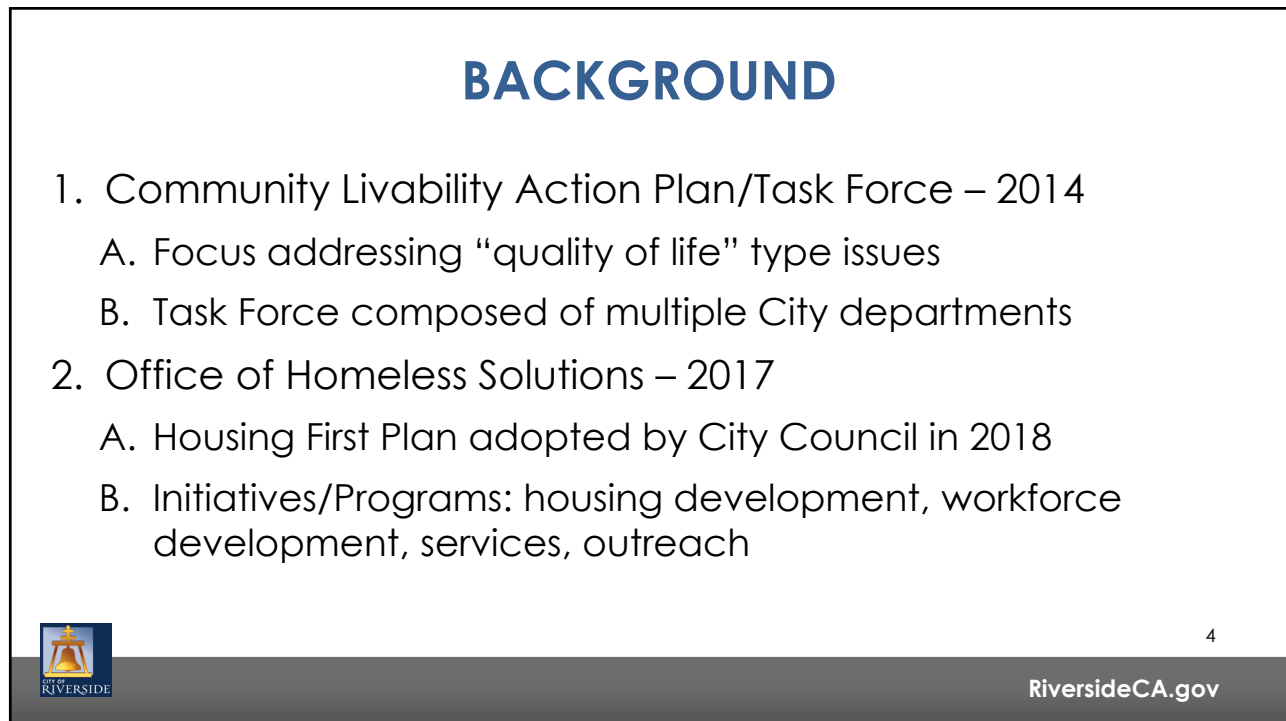 BACKGROUND
1. Community Livability Action Plan/Task Force – 2014
A. Focus addressing “quality of life” type issues
B. Task Force composed of multiple City departments
2. Office of Homeless Solutions – 2017
A. Housing First Plan adopted by City Council in 2018
B. Initiatives/Programs: housing development, workforce
development, services, outreach
4
CITY OF
RIVERSIDE
RiversideCA.gov